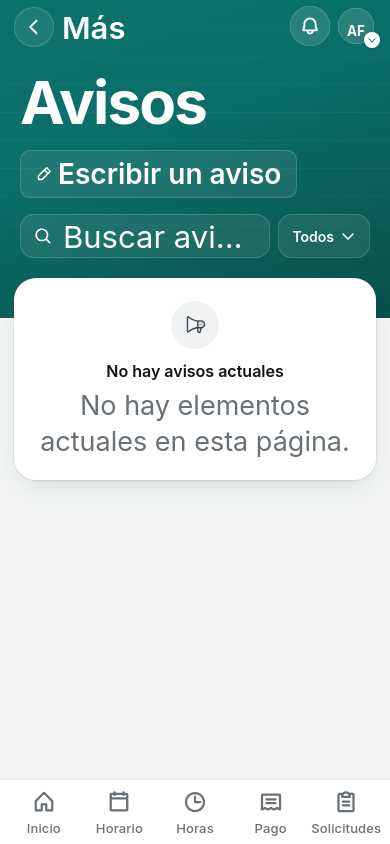 Más
AF
Avisos
Escribir un aviso
Buscar avi...
Todos
No hay avisos actuales
No hay elementos
actuales en esta página.
Inicio
Horario
Horas
Pago
Solicitudes